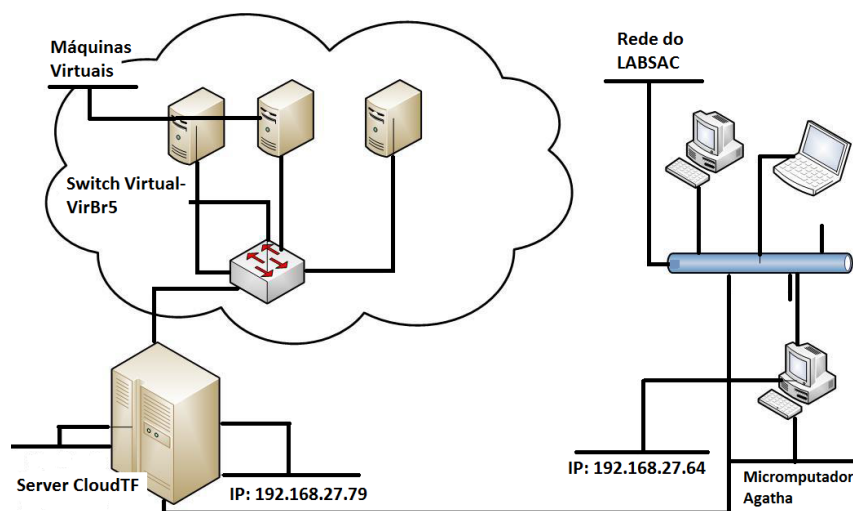 Máquinas
Virtuais
Rede do
LABSAC
Switch Virtual-
VirBr5
Server CloudTF
IP: 192.168.27.79
IP: 192.168.27.64
Micromputador
Agatha